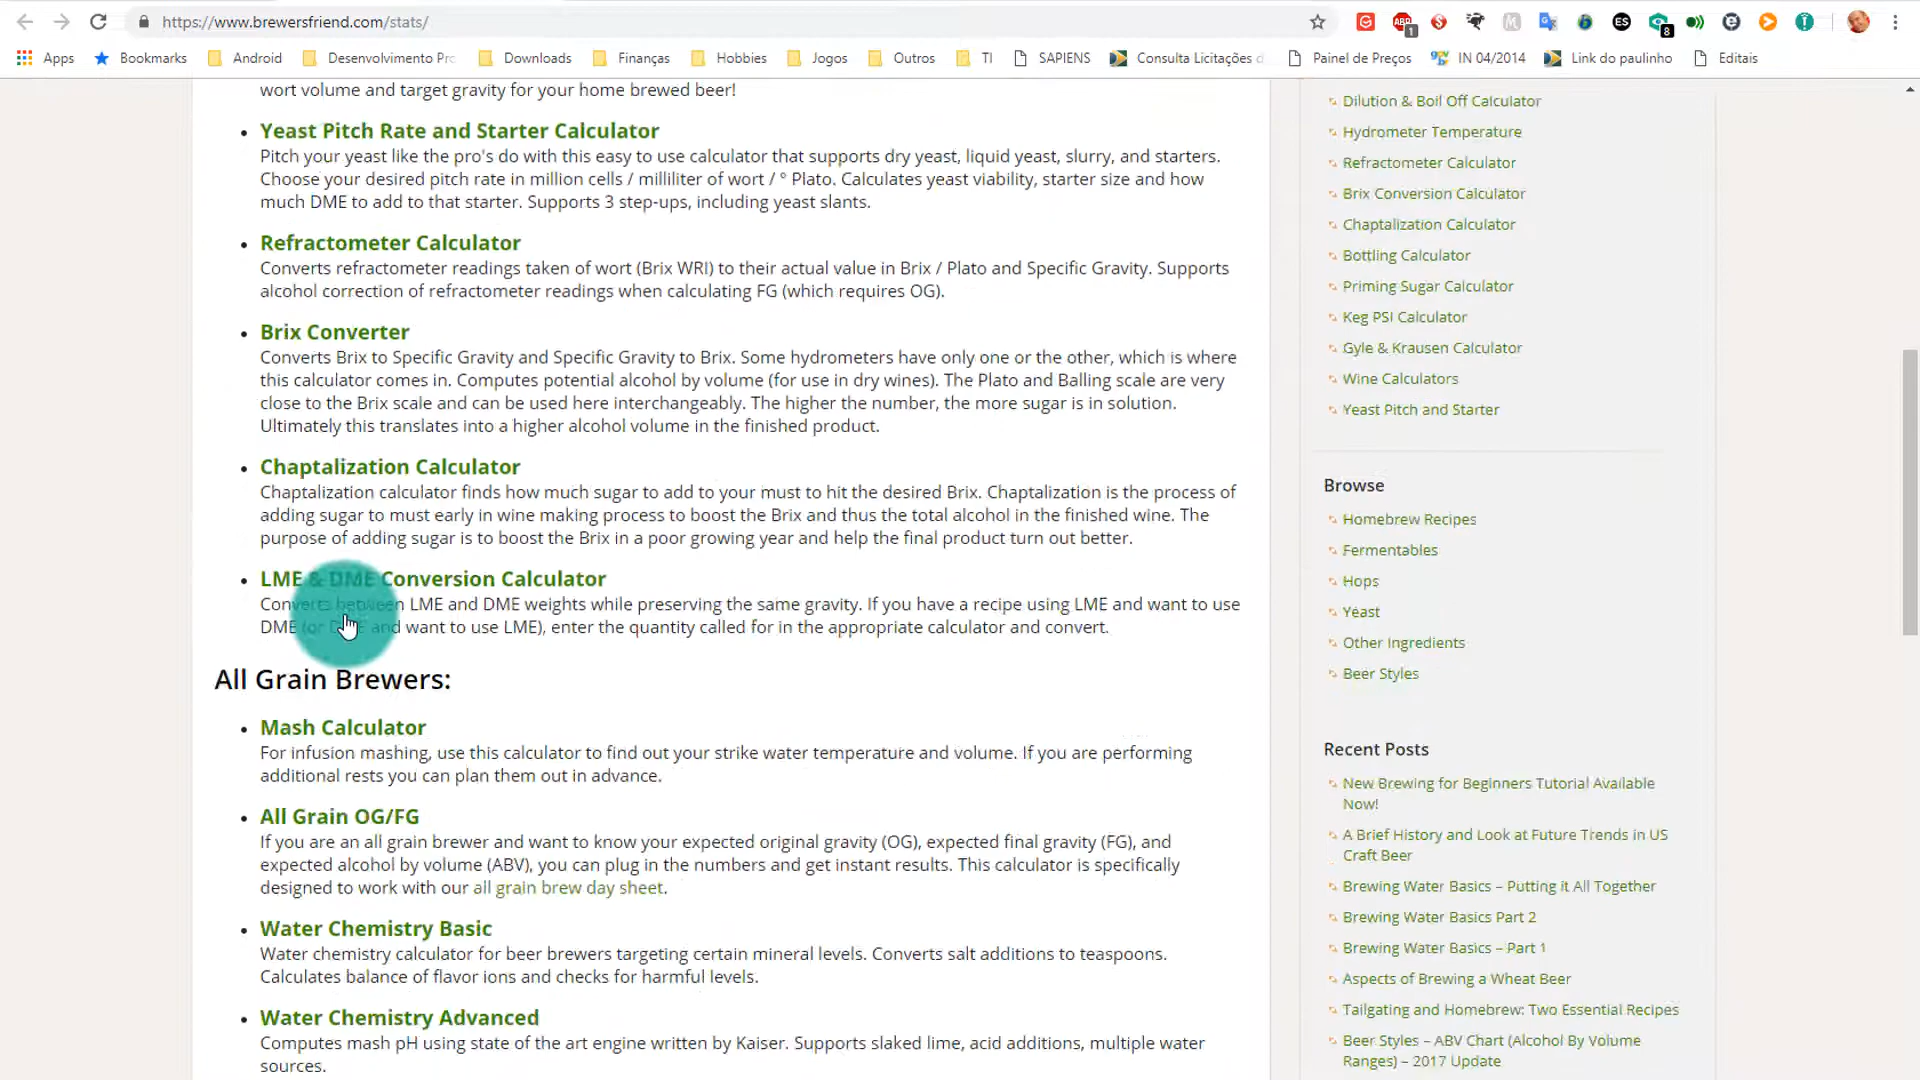 https://www.brewersfriend.com/stats/
1
ES
8
Apps
Bookmarks
Android
Desenvolvimento Pro
Downloads
Finanças
Hobbies
Jogos
Outros
TI
SAPIENS
Consulta Licitações d
Painel de Preços
IN 04/2014
Link do paulinho
Editais
wort volume and target gravity for your home brewed beer!
Yeast Pitch Rate and Starter Calculator
Pitch your yeast like the pro's do with this easy to use calculator that supports dry yeast, liquid yeast, slurry, and starters.
Choose your desired pitch rate in million cells / milliliter of wort / ° Plato. Calculates yeast viability, starter size and how
much DME to add to that starter. Supports 3 step-ups, including yeast slants.
Refractometer Calculator
Converts refractometer readings taken of wort (Brix WRI) to their actual value in Brix / Plato and Specific Gravity. Supports
alcohol correction of refractometer readings when calculating FG (which requires OG).
Brix Converter
Converts Brix to Specific Gravity and Specific Gravity to Brix. Some hydrometers have only one or the other, which is where
this calculator comes in. Computes potential alcohol by volume (for use in dry wines). The Plato and Balling scale are very
close to the Brix scale and can be used here interchangeably. The higher the number, the more sugar is in solution.
Ultimately this translates into a higher alcohol volume in the finished product.
Chaptalization Calculator
Chaptalization calculator finds how much sugar to add to your must to hit the desired Brix. Chaptalization is the process of
adding sugar to must early in wine making process to boost the Brix and thus the total alcohol in the finished wine. The
purpose of adding sugar is to boost the Brix in a poor growing year and help the final product turn out better.
LME & DME Conversion Calculator
Converts between LME and DME weights while preserving the same gravity. If you have a recipe using LME and want to use
DME (or DME and want to use LME), enter the quantity called for in the appropriate calculator and convert.
All Grain Brewers:
Mash Calculator
For infusion mashing, use this calculator to find out your strike water temperature and volume. If you are performing
additional rests you can plan them out in advance.
All Grain OG/FG
If you are an all grain brewer and want to know your expected original gravity (OG), expected final gravity (FG), and
expected alcohol by volume (ABV), you can plug in the numbers and get instant results. This calculator is specifically
designed to work with our all grain brew day sheet.
Water Chemistry Basic
Water chemistry calculator for beer brewers targeting certain mineral levels. Converts salt additions to teaspoons.
Calculates balance of flavor ions and checks for harmful levels.
Water Chemistry Advanced
Computes mash pH using state of the art engine written by Kaiser. Supports slaked lime, acid additions, multiple water
sources.
Dilution & Boil Off Calculator
Hydrometer Temperature
Refractometer Calculator
Brix Conversion Calculator
Chaptalization Calculator
Bottling Calculator
Priming Sugar Calculator
Keg PSI Calculator
Gyle & Krausen Calculator
Wine Calculators
Yeast Pitch and Starter
Browse
Homebrew Recipes
Fermentables
Hops
Yeast
Other Ingredients
Beer Styles
Recent Posts
New Brewing for Beginners Tutorial Available
Now!
A Brief History and Look at Future Trends in US
Craft Beer
Brewing Water Basics – Putting it All Together
Brewing Water Basics Part 2
Brewing Water Basics – Part 1
Aspects of Brewing a Wheat Beer
Tailgating and Homebrew: Two Essential Recipes
Beer Styles – ABV Chart (Alcohol By Volume
Ranges) – 2017 Update